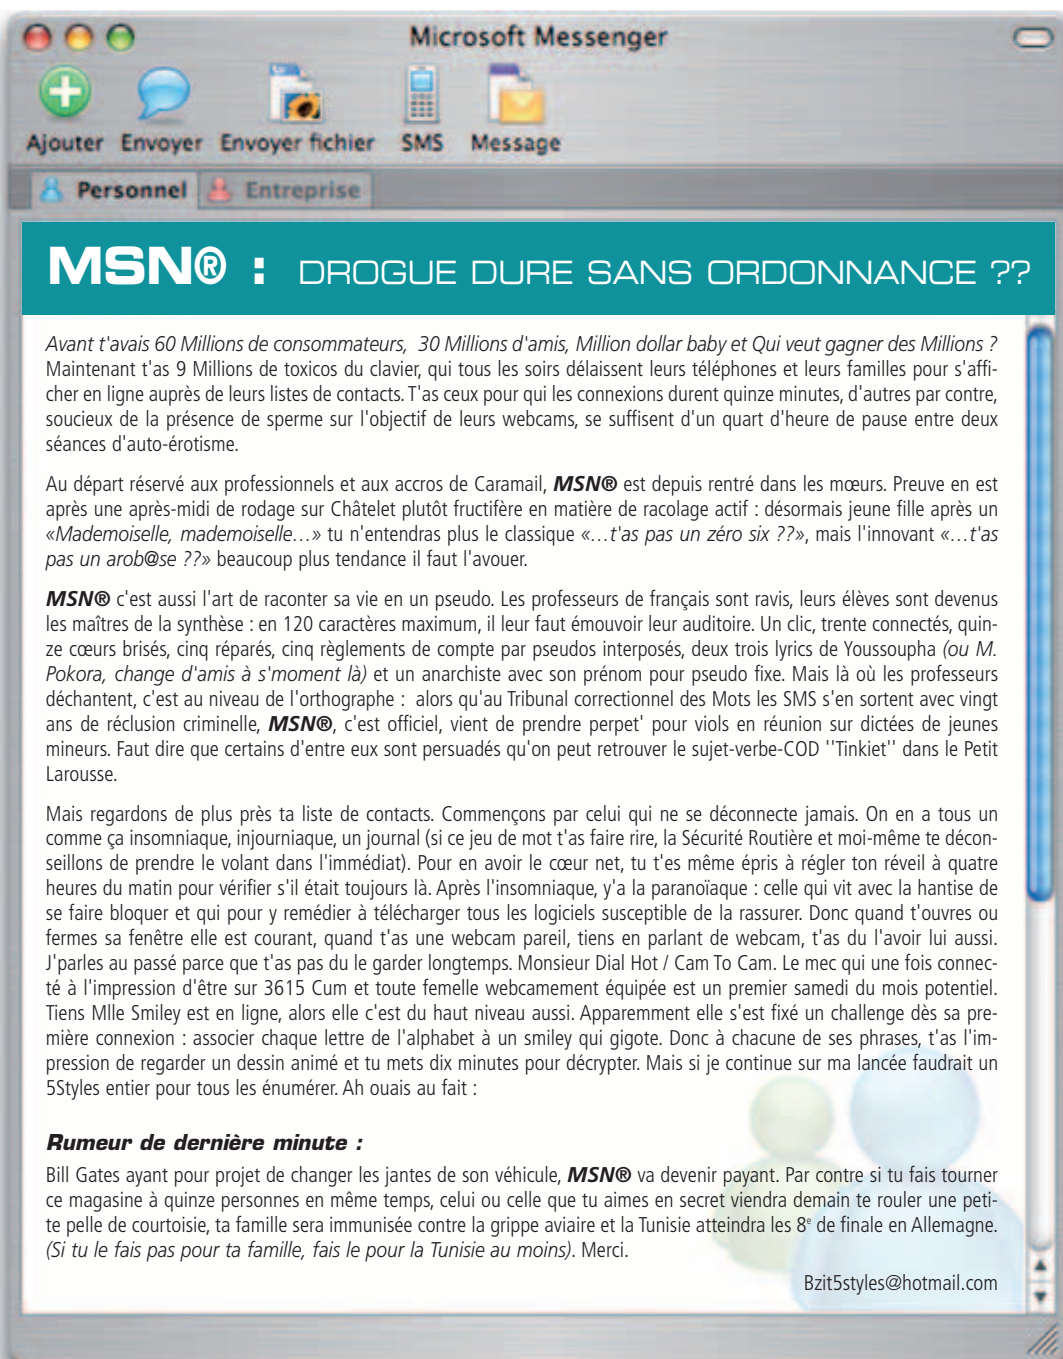 Microsoft Messenger
Ajouter Envoyer Envoyer fichier SMS Message
Personnel Entreprise
MSN® : DROGUE DURE SANS ORDONNANCE ??
Avant t'avais 60 Millions de consommateurs, 30 Millions d'amis, Million dollar baby et Qui veut gagner des Millions ?
Maintenant t'as 9 Millions de toxicos du clavier, qui tous les soirs délaissent leurs téléphones et leurs familles pour s'affi-
cher en ligne auprès de leurs listes de contacts. T'as ceux pour qui les connexions durent quinze minutes, d'autres par contre,
soucieux de la présence de sperme sur l'objectif de leurs webcams, se suffisent d'un quart d'heure de pause entre deux
séances d'auto-érotisme.
Au départ réservé aux professionnels et aux accros de Caramail, MSN® est depuis rentré dans les mœurs. Preuve en est
après une après-midi de rodage sur Châtelet plutôt fructifère en matière de racolage actif : désormais jeune fille après un
«Mademoiselle, mademoiselle…» tu n'entendras plus le classique «…t'as pas un zéro six ??», mais l'innovant «…t'as
pas un arob@se ??» beaucoup plus tendance il faut l'avouer.
MSN® c'est aussi l'art de raconter sa vie en un pseudo. Les professeurs de français sont ravis, leurs élèves sont devenus
les maîtres de la synthèse : en 120 caractères maximum, il leur faut émouvoir leur auditoire. Un clic, trente connectés, quin-
ze cœurs brisés, cinq réparés, cinq règlements de compte par pseudos interposés, deux trois lyrics de Youssoupha (ou M.
Pokora, change d'amis à s'moment là) et un anarchiste avec son prénom pour pseudo fixe. Mais là où les professeurs
déchantent, c'est au niveau de l'orthographe : alors qu'au Tribunal correctionnel des Mots les SMS s'en sortent avec vingt
ans de réclusion criminelle, MSN®, c'est officiel, vient de prendre perpet' pour viols en réunion sur dictées de jeunes
mineurs. Faut dire que certains d'entre eux sont persuadés qu'on peut retrouver le sujet-verbe-COD ''Tinkiet'' dans le Petit
Larousse.
Mais regardons de plus près ta liste de contacts. Commençons par celui qui ne se déconnecte jamais. On en a tous un
comme ça insomniaque, injourniaque, un journal (si ce jeu de mot t'as faire rire, la Sécurité Routière et moi-même te décon-
seillons de prendre le volant dans l'immédiat). Pour en avoir le cœur net, tu t'es même épris à régler ton réveil à quatre
heures du matin pour vérifier s'il était toujours là. Après l'insomniaque, y'a la paranoïaque : celle qui vit avec la hantise de
se faire bloquer et qui pour y remédier à télécharger tous les logiciels susceptible de la rassurer. Donc quand t'ouvres ou
fermes sa fenêtre elle est courant, quand t'as une webcam pareil, tiens en parlant de webcam, t'as du l'avoir lui aussi.
J'parles au passé parce que t'as pas du le garder longtemps. Monsieur Dial Hot / Cam To Cam. Le mec qui une fois connec-
té à l'impression d'être sur 3615 Cum et toute femelle webcamement équipée est un premier samedi du mois potentiel.
Tiens Mlle Smiley est en ligne, alors elle c'est du haut niveau aussi. Apparemment elle s'est fixé un challenge dès sa pre-
mière connexion : associer chaque lettre de l'alphabet à un smiley qui gigote. Donc à chacune de ses phrases, t'as l'im-
pression de regarder un dessin animé et tu mets dix minutes pour décrypter. Mais si je continue sur ma lancée faudrait un
5Styles entier pour tous les énumérer. Ah ouais au fait :
Rumeur de dernière minute :
Bill Gates ayant pour projet de changer les jantes de son véhicule, MSN® va devenir payant. Par contre si tu fais tourner
ce magasine à quinze personnes en même temps, celui ou celle que tu aimes en secret viendra demain te rouler une peti-
te pelle de courtoisie, ta famille sera immunisée contre la grippe aviaire et la Tunisie atteindra les 8e de finale en Allemagne.
(Si tu le fais pas pour ta famille, fais le pour la Tunisie au moins). Merci.
Bzit5styles@hotmail.com